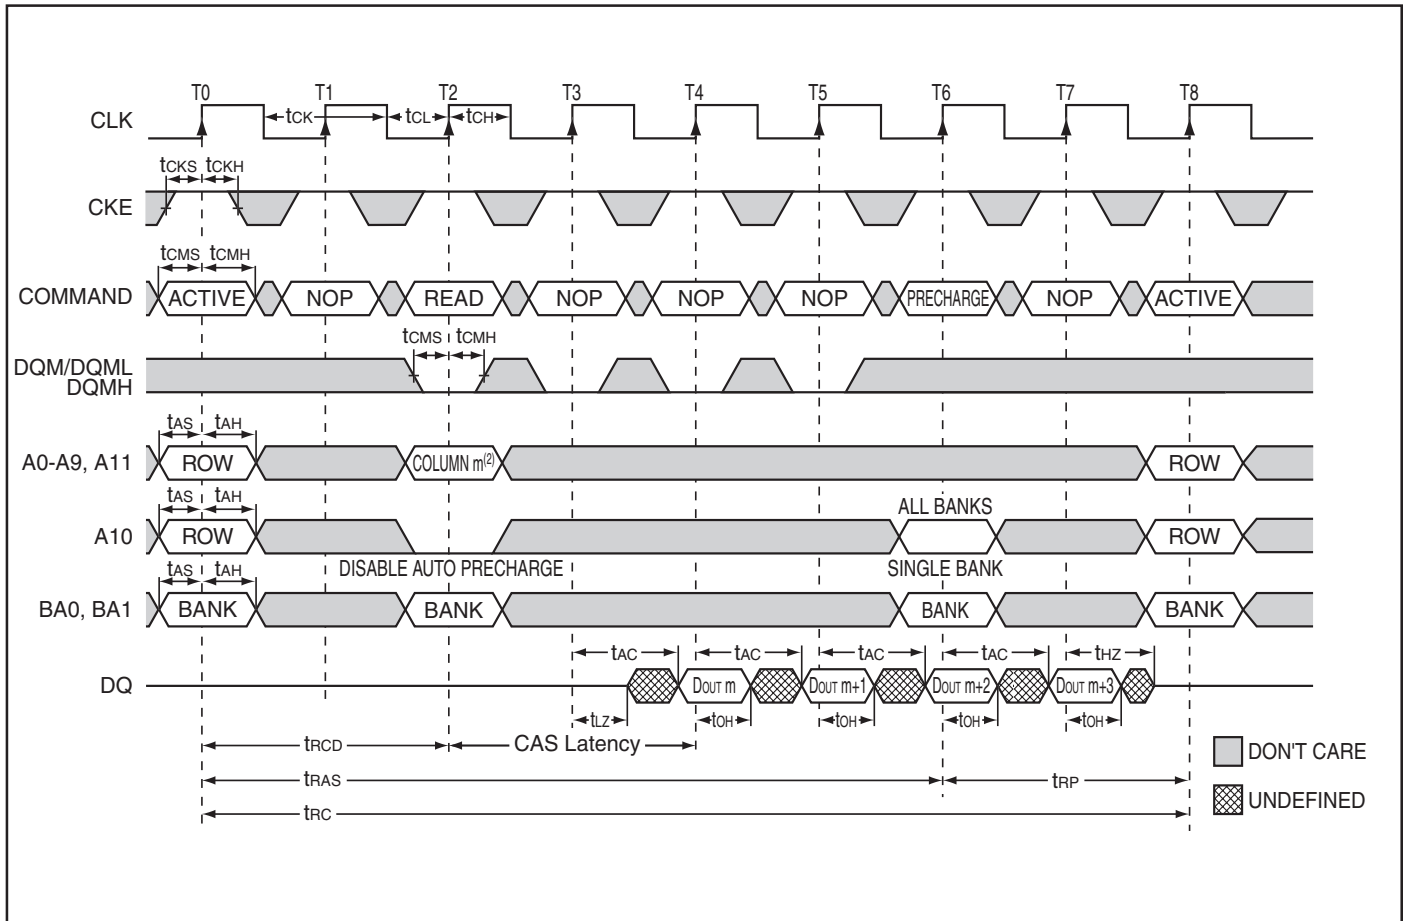 T0 T1 T2 T3 T4 T5 T6 T7 T8
CLK tCK tCL tCH
tCKS tCKH
CKE
tCMS tCMH
COMMAND ACTIVE NOP READ NOP NOP NOP PRECHARGE NOP ACTIVE
tCMS tCMH
DQM/DQML
DQMH
tAS tAH
A0-A9, A11 ROW COLUMN m(2) ROW
tAS tAH ALL BANKS
A10 ROW ROW
tAS tAH DISABLE AUTO PRECHARGE SINGLE BANK
BA0, BA1 BANK BANK BANK BANK
tAC tAC tAC tAC tHZ
DQ DOUT m DOUT m+1 DOUT m+2 DOUT m+3
tLZ tOH tOH tOH tOH
tRCD CAS Latency
DON'T CARE
tRAS tRP
UNDEFINED
tRC